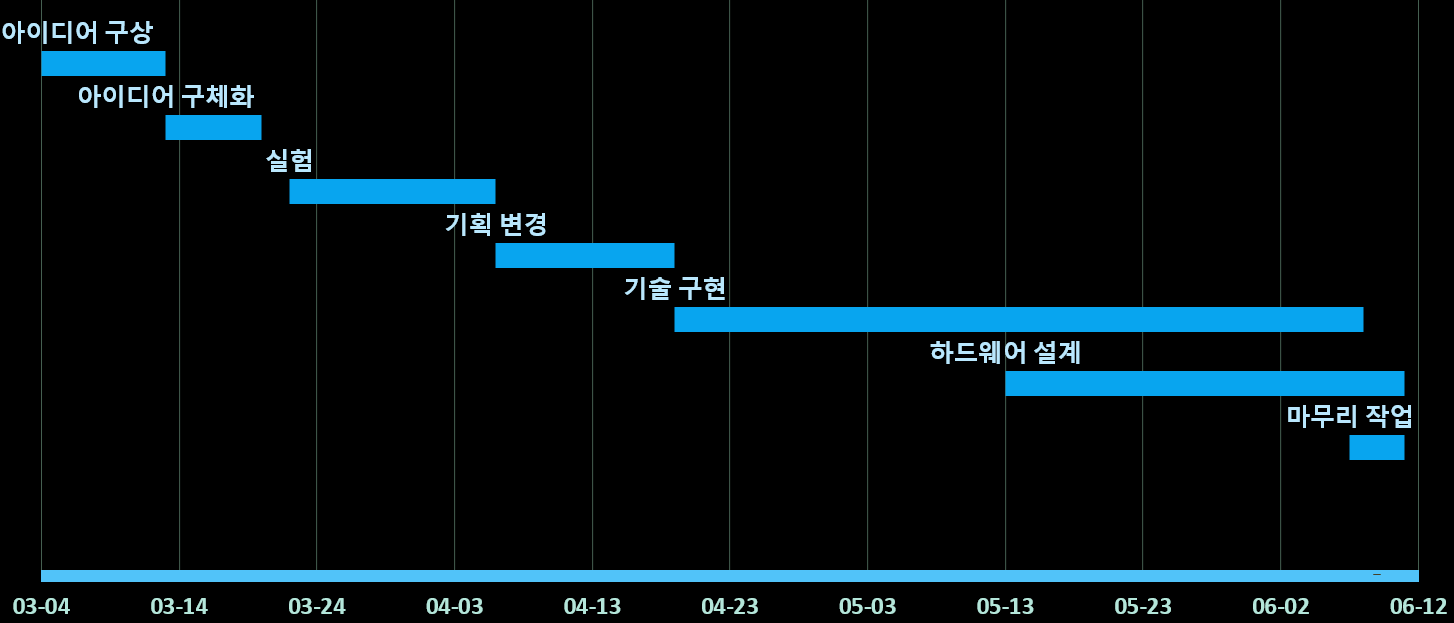 아이디어 구상
아이디어 구체화
실험
기획 변경
기술 구현
하드웨어 설계
마무리 작업
03-04 03-14 03-24 04-03 04-13 04-23 05-03 05-13 05-23 06-02 06-12